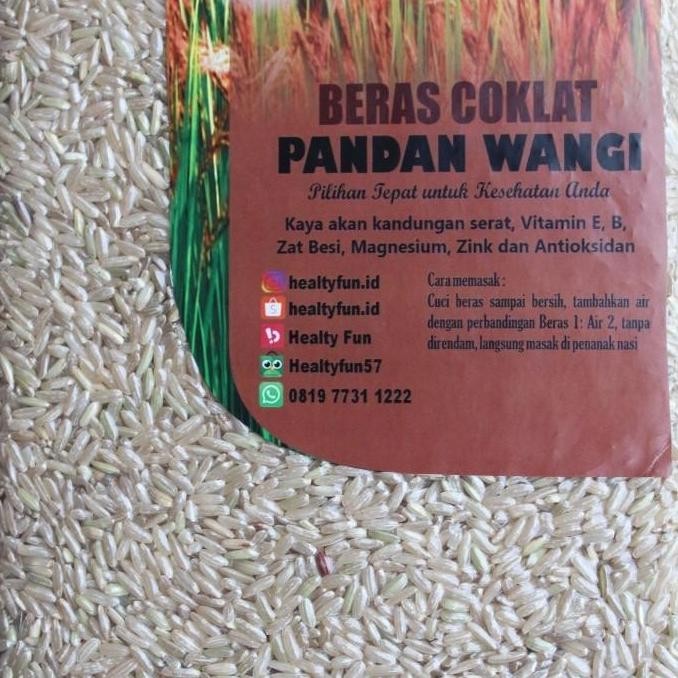 BERAS COKLAT
PANDAN WANGI
Pilihan Tepat untuk Kesehatan Anda
Kaya akan kandungan serat, Vitamin E, B,
Zat Besi, Magnesium, Zink dan Antioksidan
healtyfun.id
healtyfun.id
Healty Fun
Healtyfun57
0819 7731 1222
Cara memasak :
Cuci beras sampai bersih, tambahkan air
dengan perbandingan Beras 1: Air 2, tanpa
direndam, langsung masak di penanak nasi